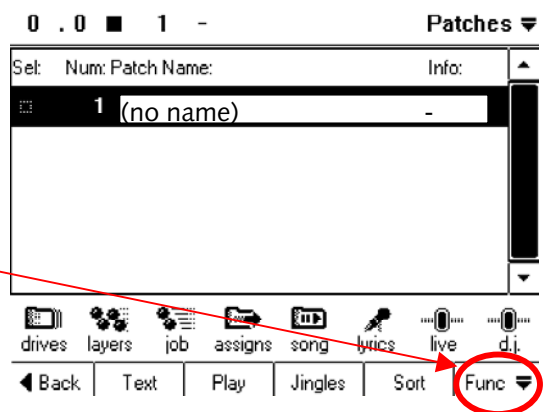 0 . 0 ■ 1 - Patches ▼
Sel: Num: Patch Name: Info:
1 (no name) -
drives layers job assigns song lyrics live d.j.
◀ Back Text Play Jingles Sort Func ▼